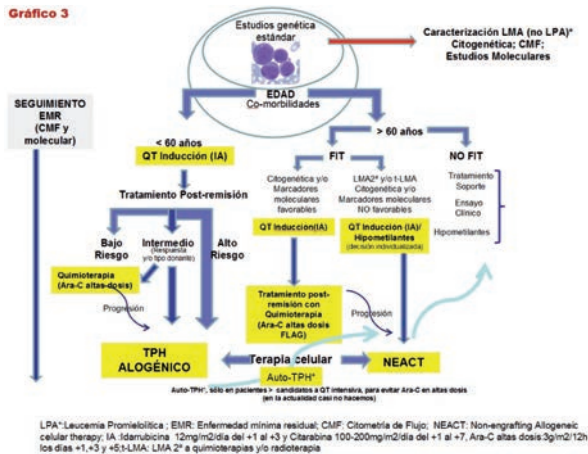 Gráfico 3
Estudios genética
estándar
Caracterización LMA (no LPA)*
Citogenética; CMF;
Estudios Moleculares
EDAD
Co-morbilidades
SEGUIMIENTO
EMR
(CMF y
molecular)
< 60 años
QT Inducción (IA)
Tratamiento Post-remisión
Bajo
Riesgo
Intermedio
(Respuesta
y/o tipo donante)
Alto
Riesgo
Quimioterapia
(Ara-C altas-dosis)
Progresión
TPH
ALOGÉNICO
> 60 años
FIT
NO FIT
Citogenética y/o
Marcadores
moleculares
favorables
LMA2ª y/o t-LMA
Citogenética y/o
Marcadores moleculares
NO favorables
Tratamiento
Soporte
Ensayo
Clínico
Hipometilantes
QT Inducción(IA)
QT Inducción (IA)/
Hipometilantes
(decisión individualizada)
Tratamiento post-
remisión con
Quimioterapia
(Ara-C altas dosis
FLAG)
Progresión
Terapia celular
Auto-TPH*
NEACT
Auto-TPH*, sólo en pacientes > candidatos a QT intensiva, para evitar Ara-C en altas dosis
(en la actualidad casi no hacemos)
LPA*:Leucemia Promielolítica ; EMR: Enfermedad mínima residual; CMF: Citometría de Flujo; NEACT: Non-engrafting Allogeneic
celular therapy; IA :Idarrubicina 12mg/m2/día del +1 al +3 y Citarabina 100-200mg/m2/día del +1 al +7, Ara-C altas dosis:3g/m2/12h
los días +1,+3 y +5;t-LMA: LMA 2ª a quimioterapias y/o radioterapia